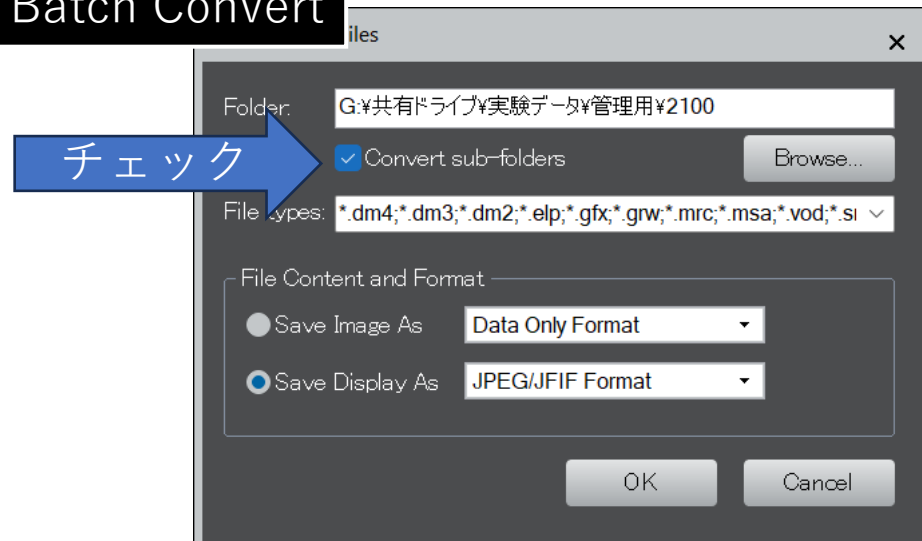 Batch Convert
iles
Folder: G:¥共有ドライブ¥実験データ¥管理用¥2100
チェック
Convert sub-folders
Browse...
File types: *.dm4;*.dm3;*.dm2;*.elp;*.gfx;*.grw;*.mrc;*.msa;*.vod;*.sı
File Content and Format
Save Image As Data Only Format
Save Display As JPEG/JFIF Format
OK Cancel